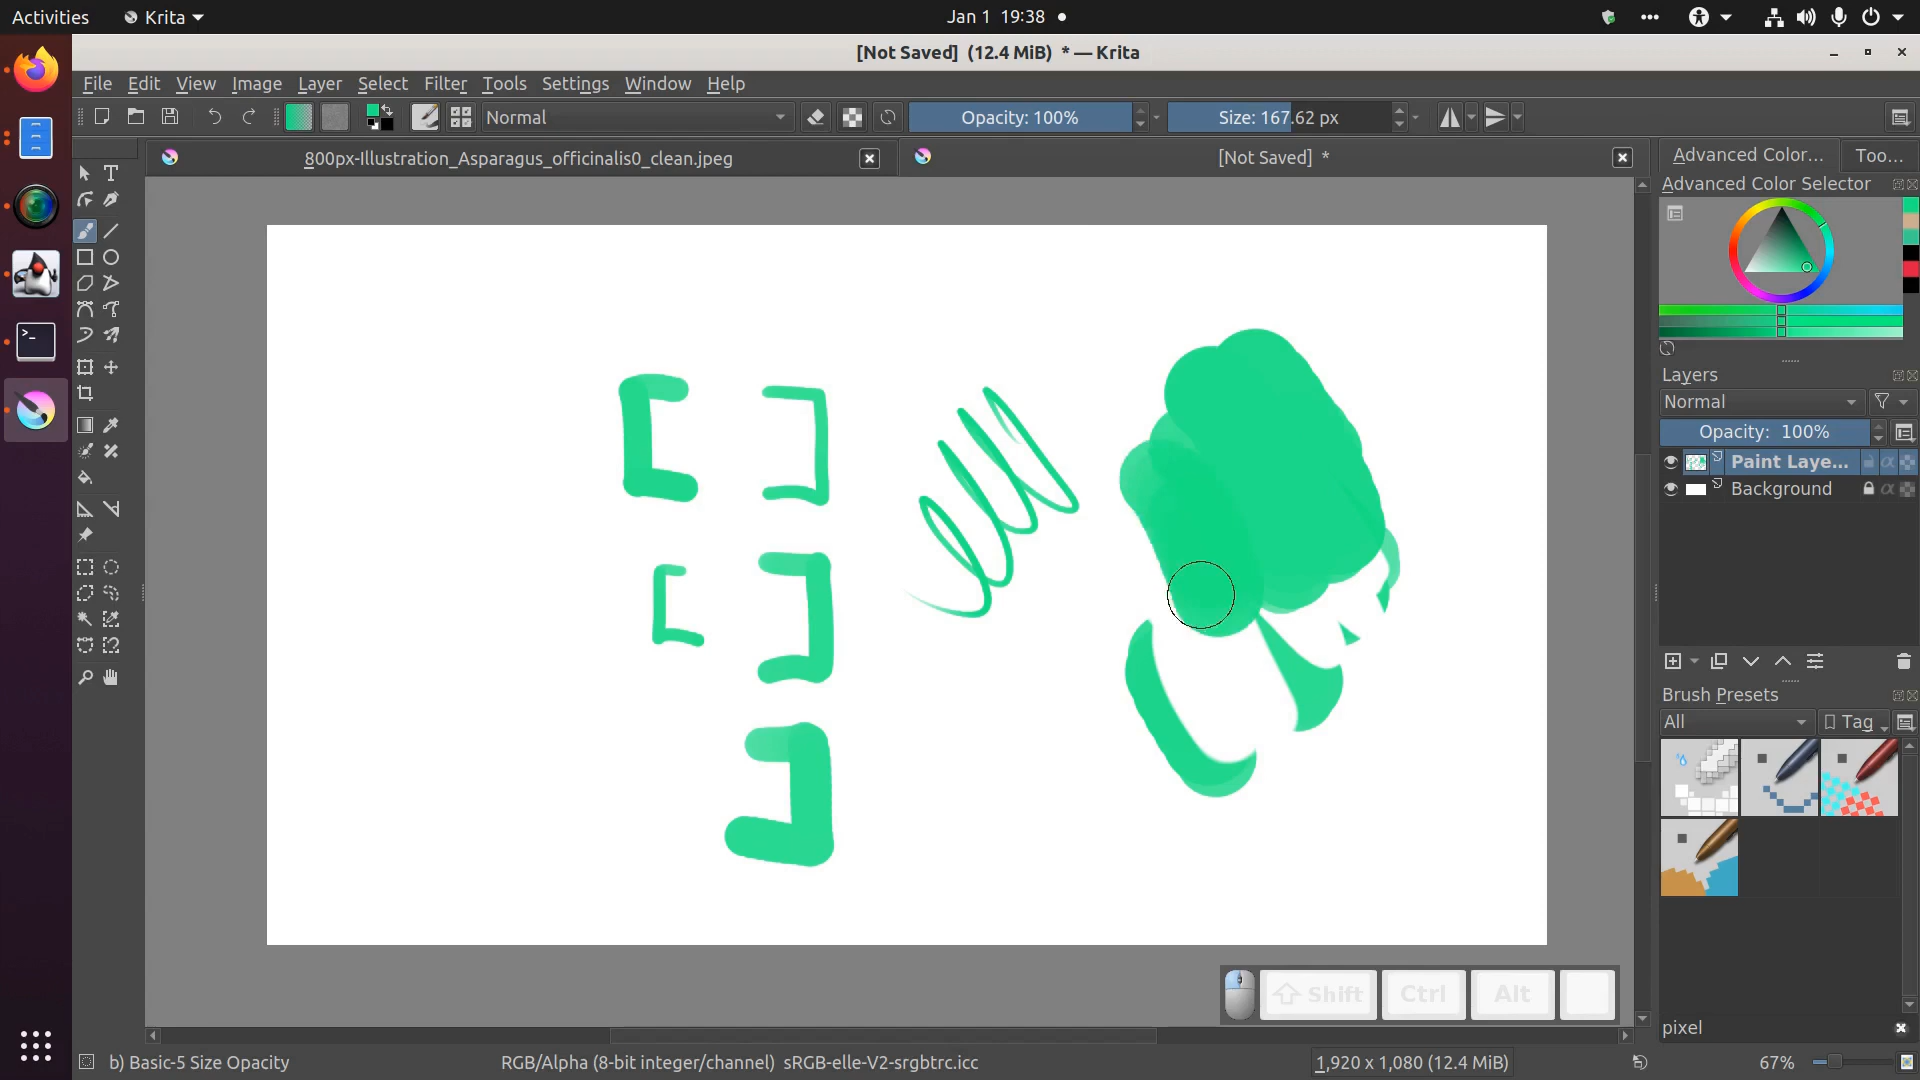 Activities Krita Jan 1 19:38
[Not Saved] (12.4 MiB) * — Krita
File Edit View Image Layer Select Filter Tools Settings Window Help
Normal Opacity: 100% Size: 167.62 px
800px-Illustration_Asparagus_officinalis0_clean.jpeg [Not Saved] * Advanced Color... Too...
Advanced Color Selector
Layers
Normal
Opacity: 100%
Paint Laye...
Background
Brush Presets
All Tag
Shift Ctrl Alt
pixel
b) Basic-5 Size Opacity RGB/Alpha (8-bit integer/channel) sRGB-elle-V2-srgbtrc.icc 1,920 x 1,080 (12.4 MiB) 67%